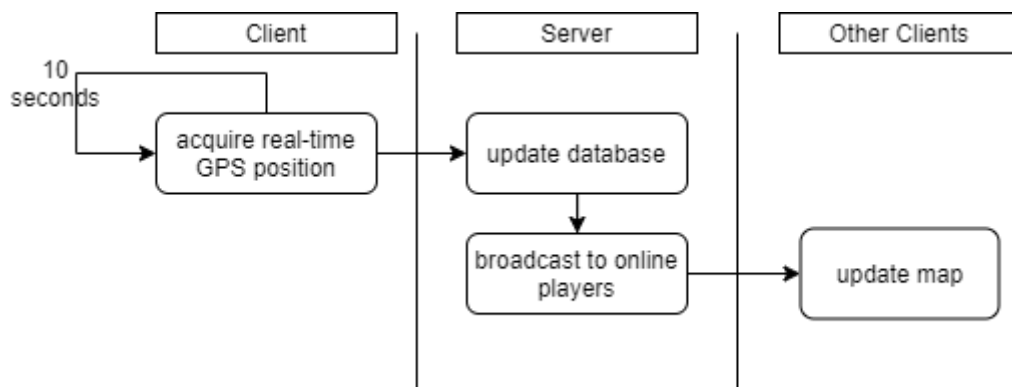 Client
Server
Other Clients
10
seconds
acquire real-time
GPS position
update database
broadcast to online
players
update map